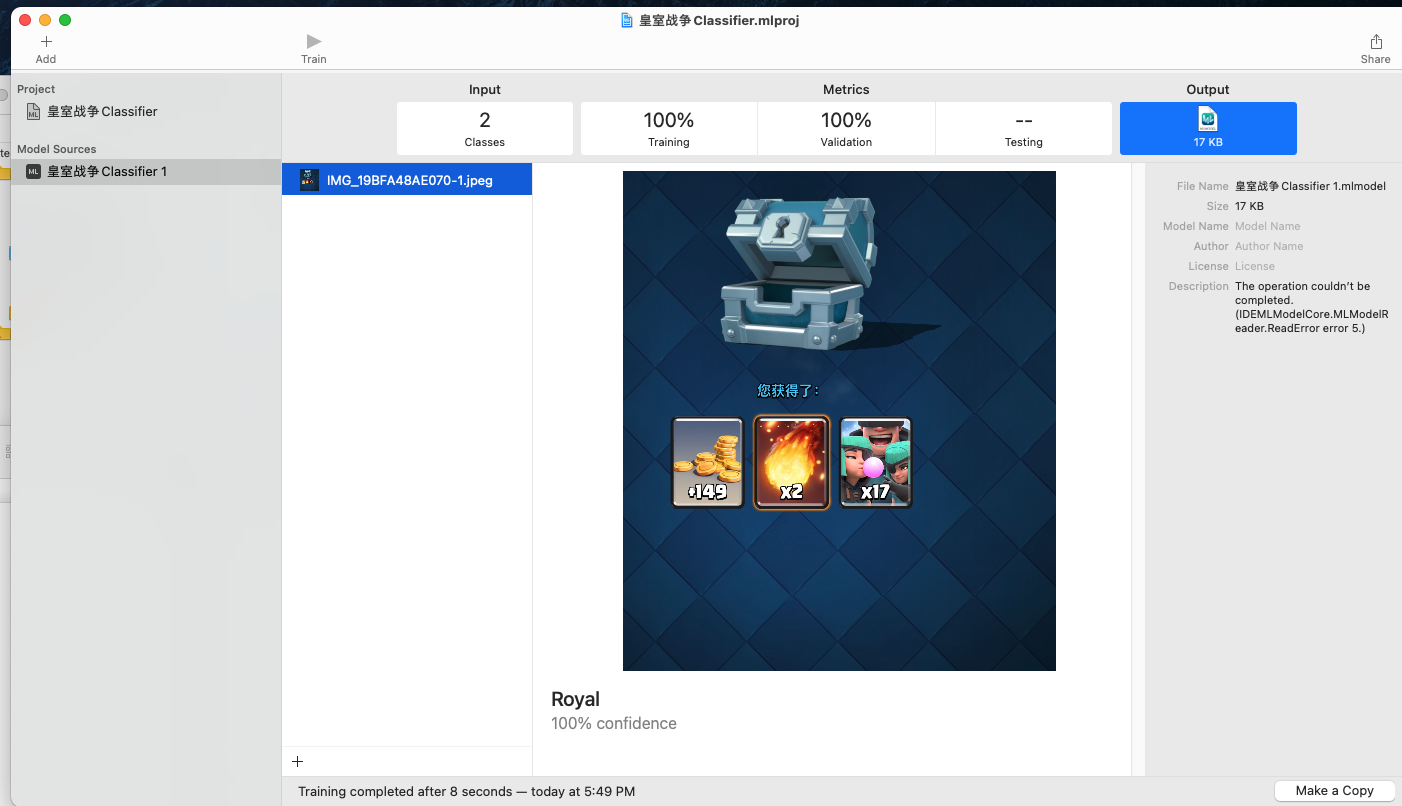 皇室战争 Classifier.mlproj
Add
Train
Share
Project
皇室战争 Classifier
Model Sources
ML
皇室战争 Classifier 1
Input
Metrics
Output
2
Classes
100%
Training
100%
Validation
--
Testing
17 KB
IMG_19BFA48AE070-1.jpeg
您获得了：
+149
x2
x17
Royal
100% confidence
File Name 皇室战争 Classifier 1.mlmodel
Size 17 KB
Model Name Model Name
Author Author Name
License License
Description The operation couldn’t be
completed.
(IDEMLModelCore.MLModelR
eader.ReadError error 5.)
Training completed after 8 seconds — today at 5:49 PM
Make a Copy